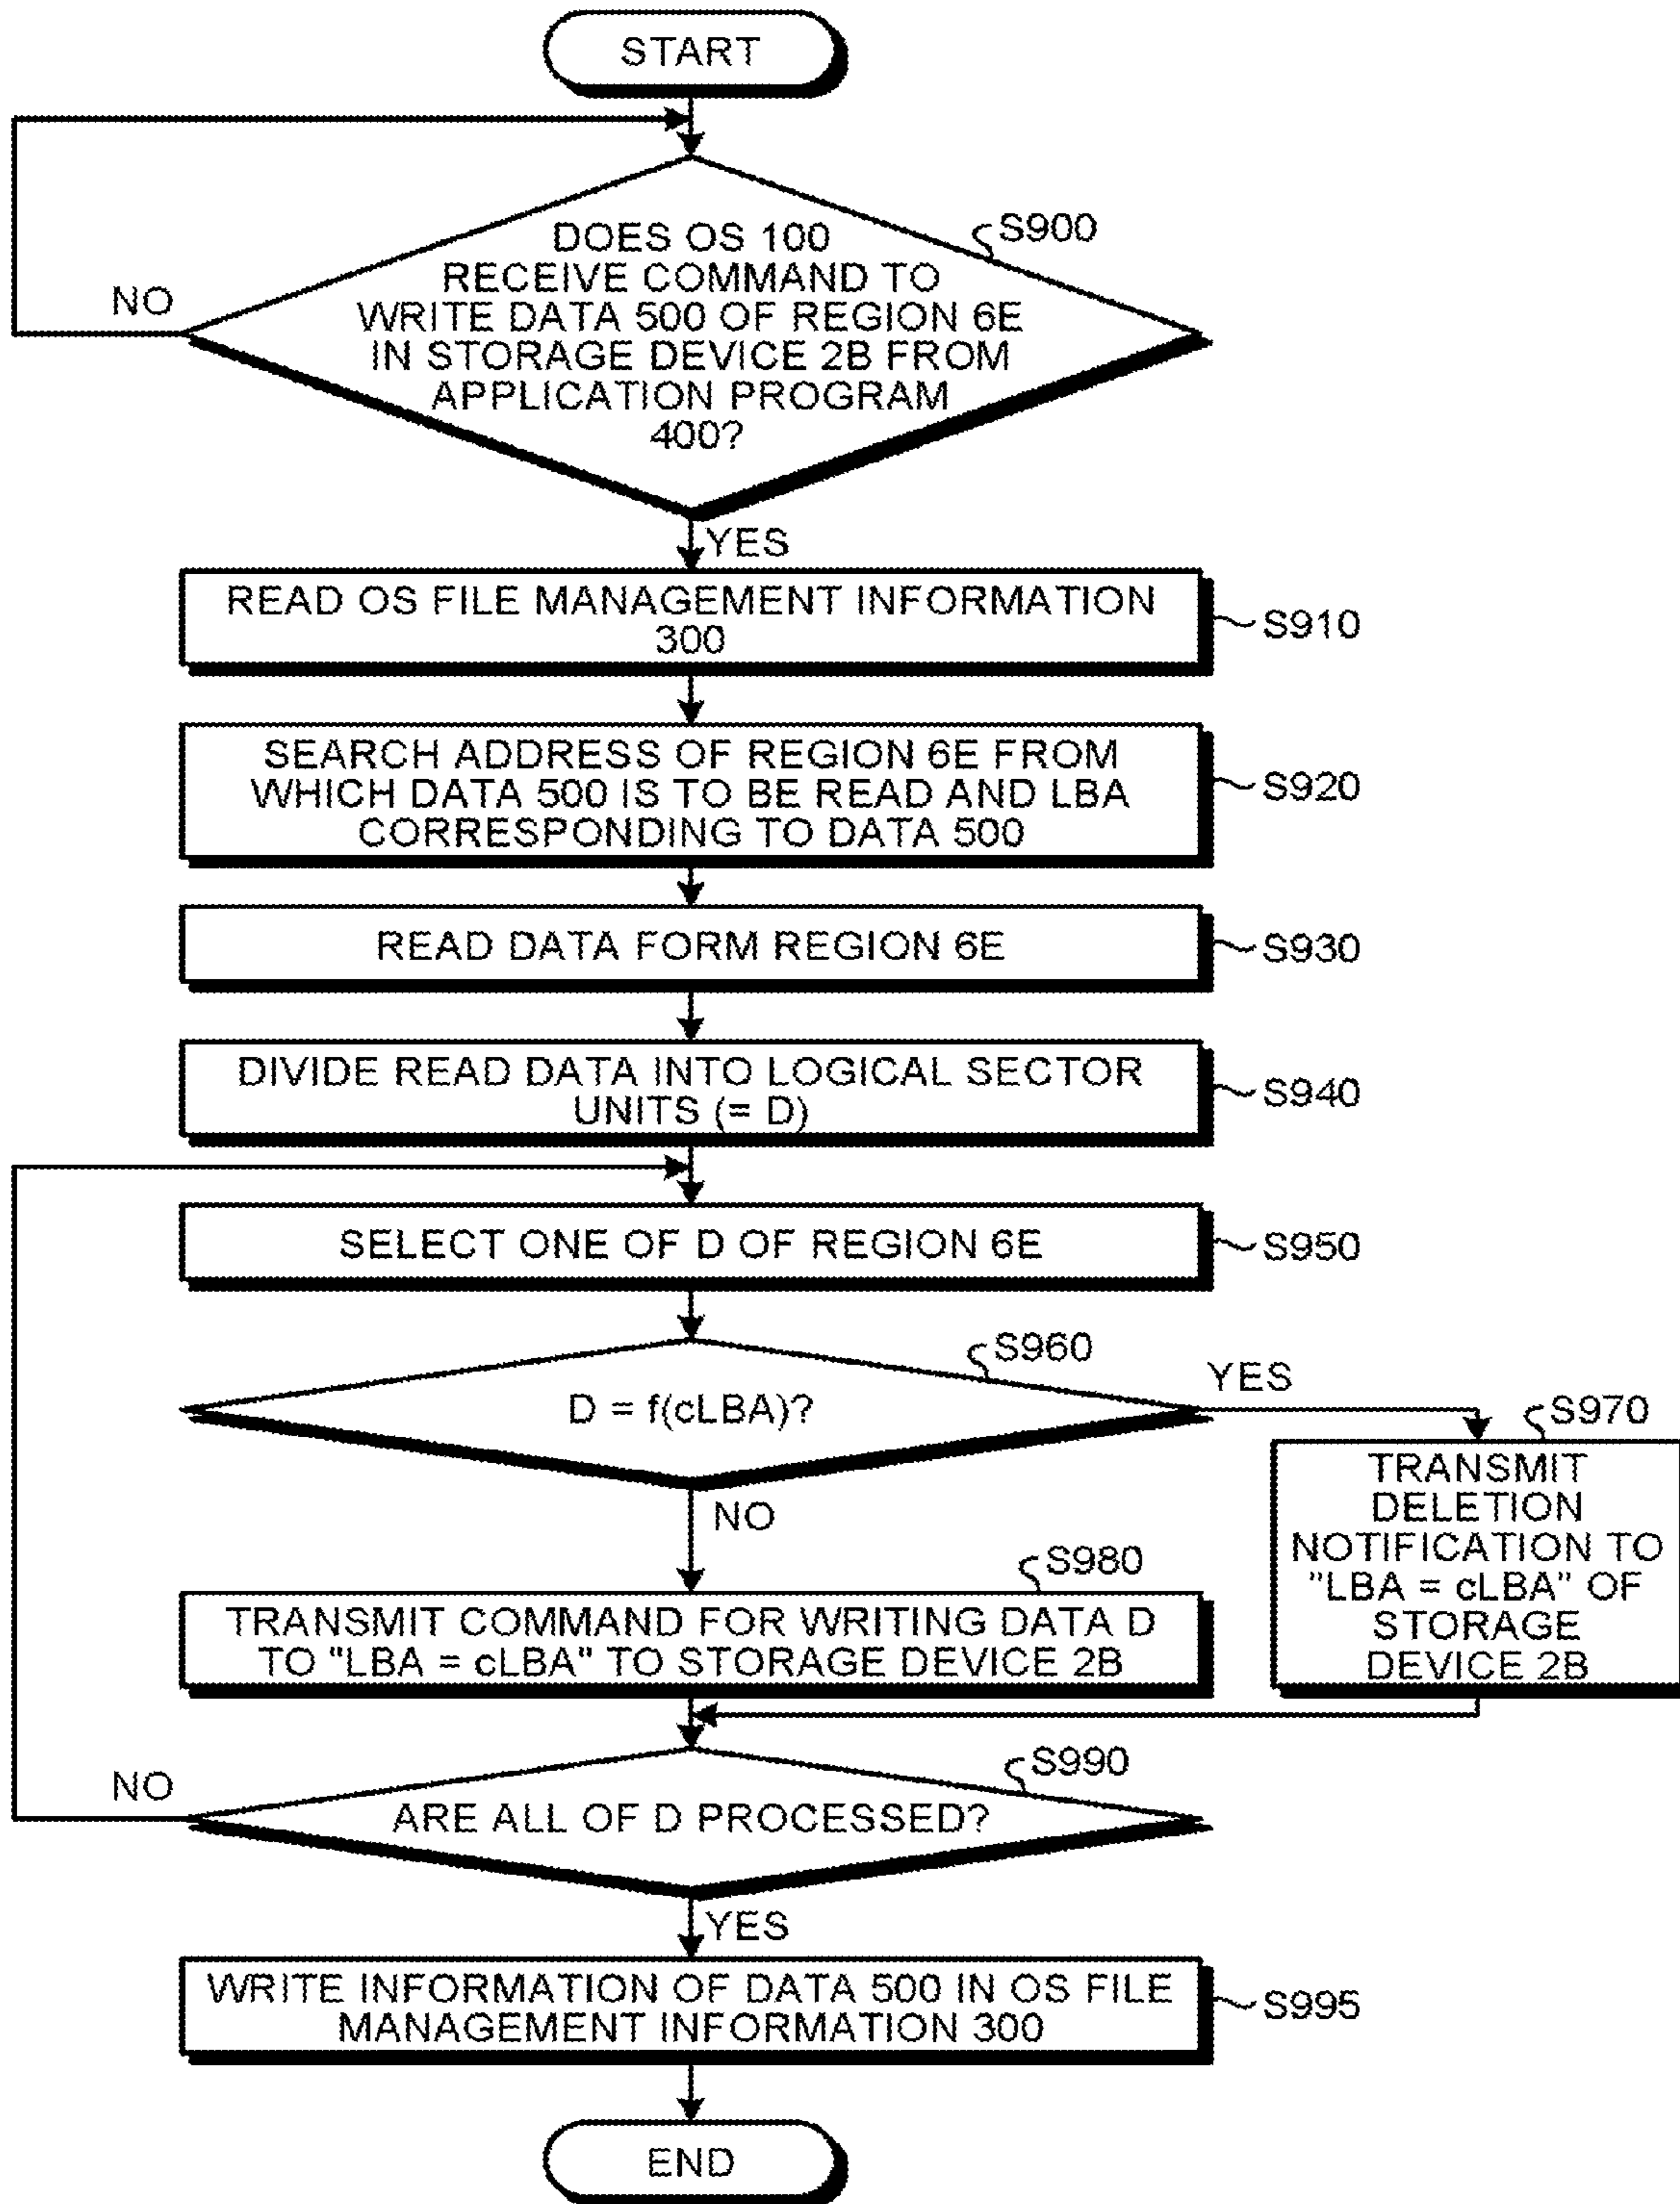 START
S900
DOES OS 100
RECEIVE COMMAND TO
WRITE DATA 500 OF REGION 6E
IN STORAGE DEVICE 2B FROM
APPLICATION PROGRAM
400?
NO
YES
READ OS FILE MANAGEMENT INFORMATION
300
S910
SEARCH ADDRESS OF REGION 6E FROM
WHICH DATA 500 IS TO BE READ AND LBA
CORRESPONDING TO DATA 500
S920
READ DATA FORM REGION 6E
S930
DIVIDE READ DATA INTO LOGICAL SECTOR
UNITS (= D)
S940
SELECT ONE OF D OF REGION 6E
S950
S960
D = f(cLBA)?
YES
NO
S970
TRANSMIT
DELETION
NOTIFICATION TO
"LBA = cLBA" OF
STORAGE
DEVICE 2B
S980
TRANSMIT COMMAND FOR WRITING DATA D
TO "LBA = cLBA" TO STORAGE DEVICE 2B
S990
ARE ALL OF D PROCESSED?
NO
YES
WRITE INFORMATION OF DATA 500 IN OS FILE
MANAGEMENT INFORMATION 300
S995
END